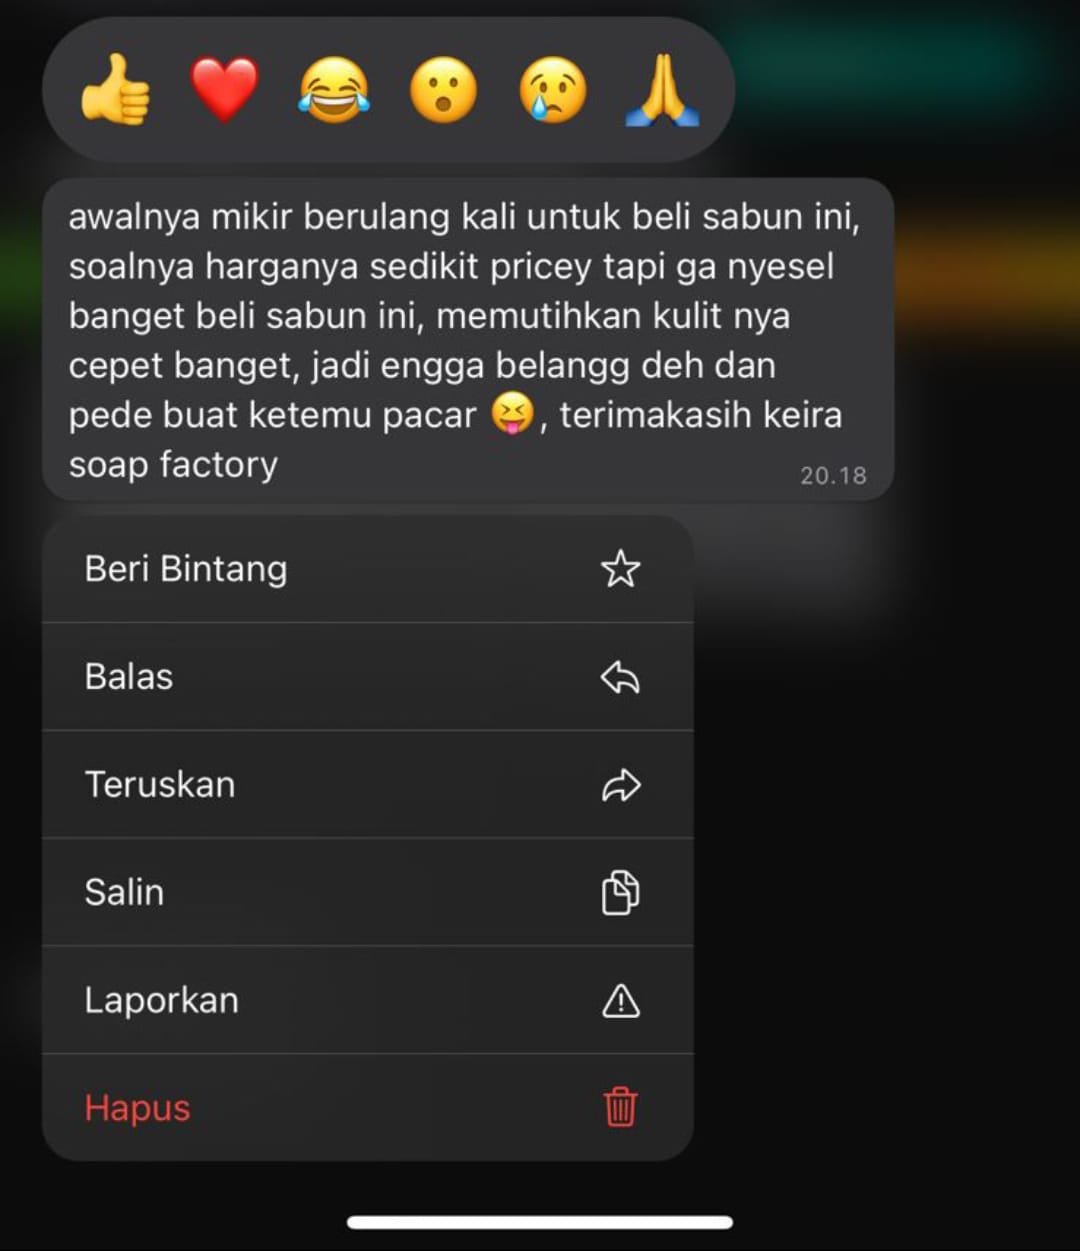 awalnya mikir berulang kali untuk beli sabun ini,
soalnya harganya sedikit pricey tapi ga nyesel
banget beli sabun ini, memutihkan kulit nya
cepet banget, jadi engga belangg deh dan
pede buat ketemu pacar 😝, terimakasih keira
soap factory
20.18
Beri Bintang
Balas
Teruskan
Salin
Laporkan
Hapus